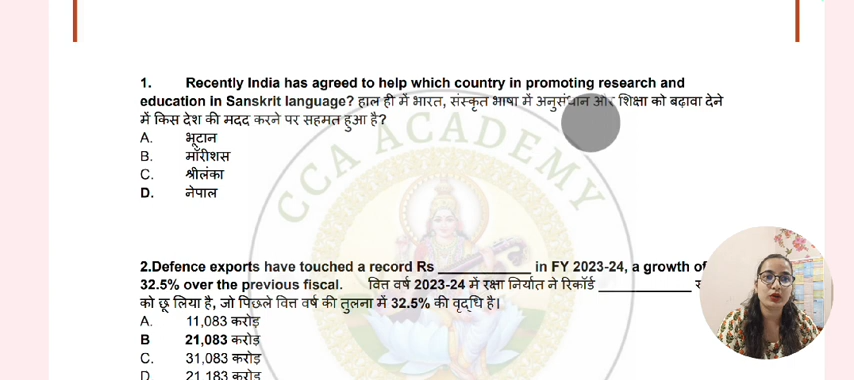 1. Recently India has agreed to help which country in promoting research and
education in Sanskrit language? हाल ही में भारत, संस्कृत भाषा में अनुसंधान और शिक्षा को बढ़ावा देने
में किस देश की मदद करने पर सहमत हुआ है?
A. भूटान
B. मॉरीशस
C. श्रीलंका
D. नेपाल
CCA ACADEMY
2.Defence exports have touched a record Rs ____________ in FY 2023-24, a growth of
32.5% over the previous fiscal. वित्त वर्ष 2023-24 में रक्षा निर्यात ने रिकॉर्ड ____________
को छू लिया है, जो पिछले वित्त वर्ष की तुलना में 32.5% की वृद्धि है।
A. 11,083 करोड़
B 21,083 करोड़
C. 31,083 करोड़
D. 21,183 करोड़